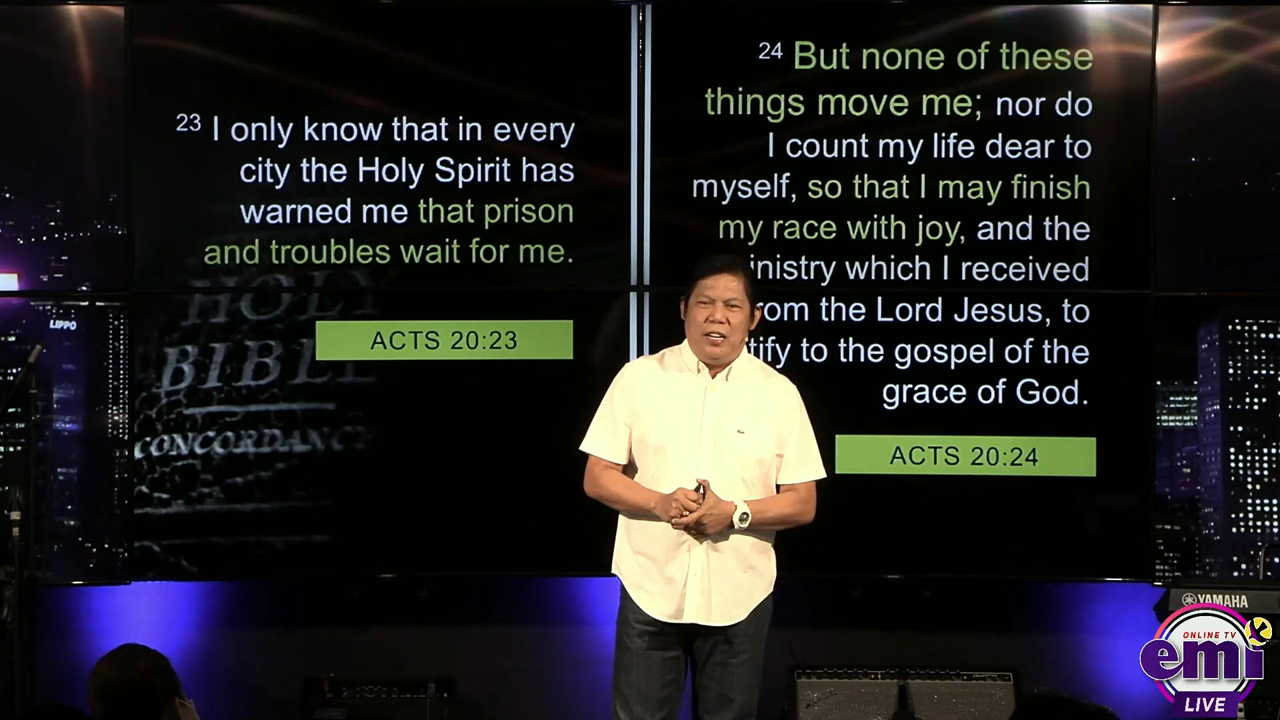 23 I only know that in every
city the Holy Spirit has
warned me that prison
and troubles wait for me.
HOLY
BIBLE
CONCORDANCE
ACTS 20:23
24 But none of these
things move me; nor do
I count my life dear to
myself, so that I may finish
my race with joy, and the
inistry which I received
om the Lord Jesus, to
tify to the gospel of the
grace of God.
ACTS 20:24
LIPPO
YAMAHA
ONLINE TV
emi
LIVE